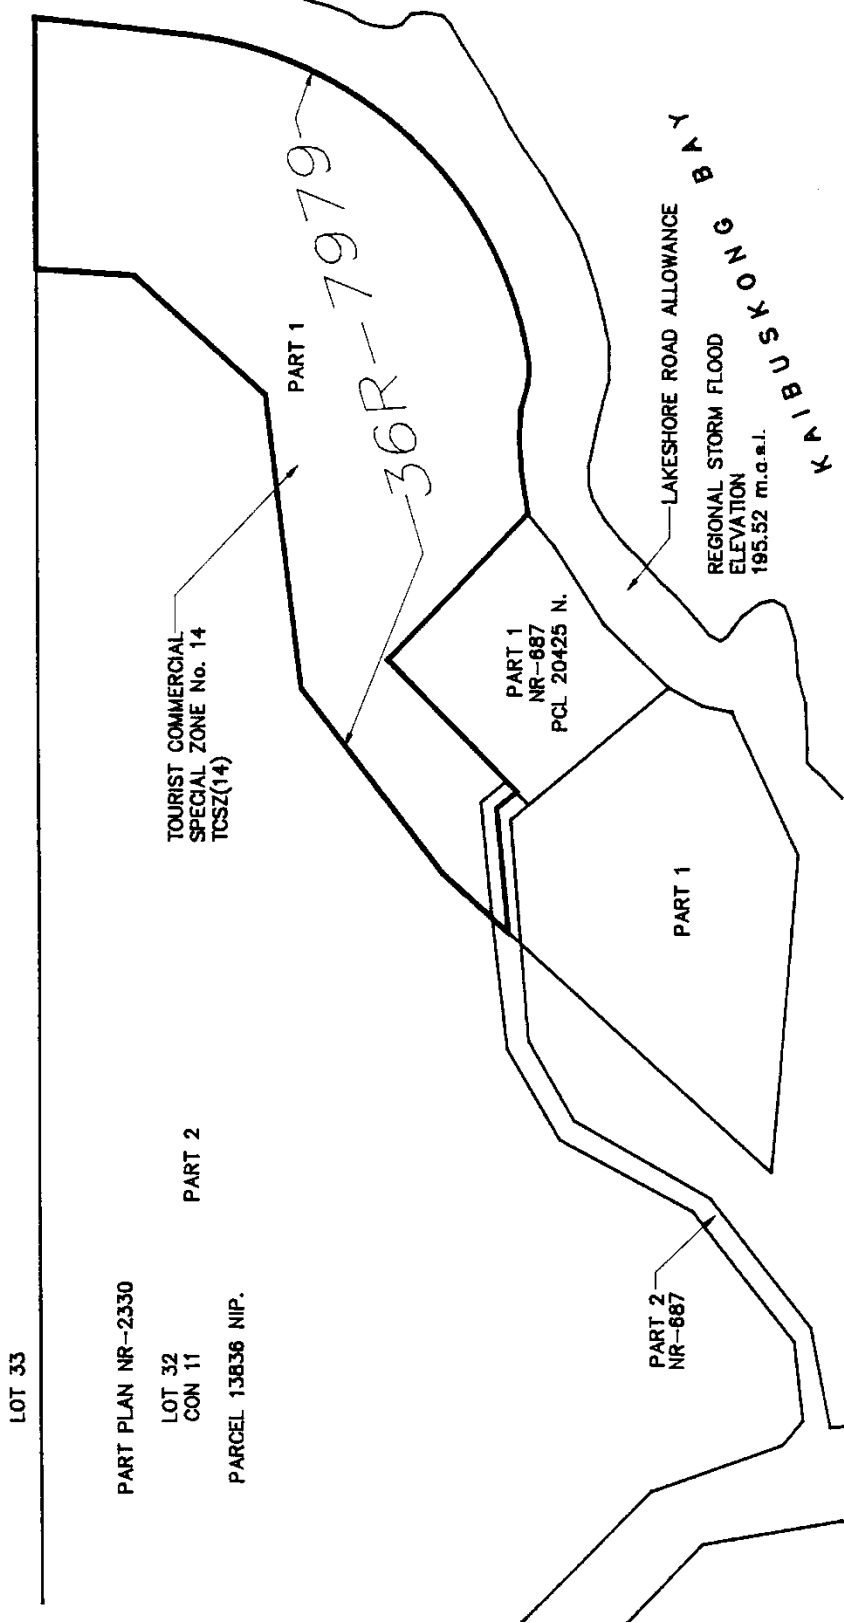 LOT 33
PART PLAN NR-2330
LOT 32
CON 11
PARCEL 13836 NIP.
PART 2
TOURIST COMMERCIAL
SPECIAL ZONE No. 14
TCSZ(14)
PART 1
36R-7979
PART 1
NR-687
PCL 20425 N.
PART 1
PART 2
NR-687
LAKESHORE ROAD ALLOWANCE
REGIONAL STORM FLOOD
ELEVATION
195.52 m.a.s.l.
KAIBUSKONG BAY